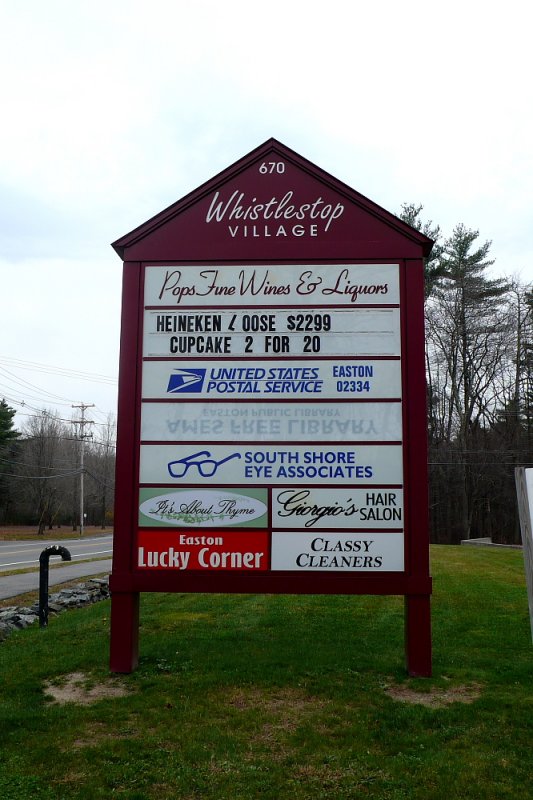 670
Whistlestop
VILLAGE
Pops Fine Wines & Liquors
HEINEKEN LOOSE $2299
CUPCAKE 2 FOR 20
UNITED STATES
POSTAL SERVICE
EASTON
02334
EASTON PUBLIC LIBRARY
AMES FREE LIBRARY
SOUTH SHORE
EYE ASSOCIATES
It's About Thyme
Giorgio's HAIR
SALON
Easton
Lucky Corner
CLASSY
CLEANERS